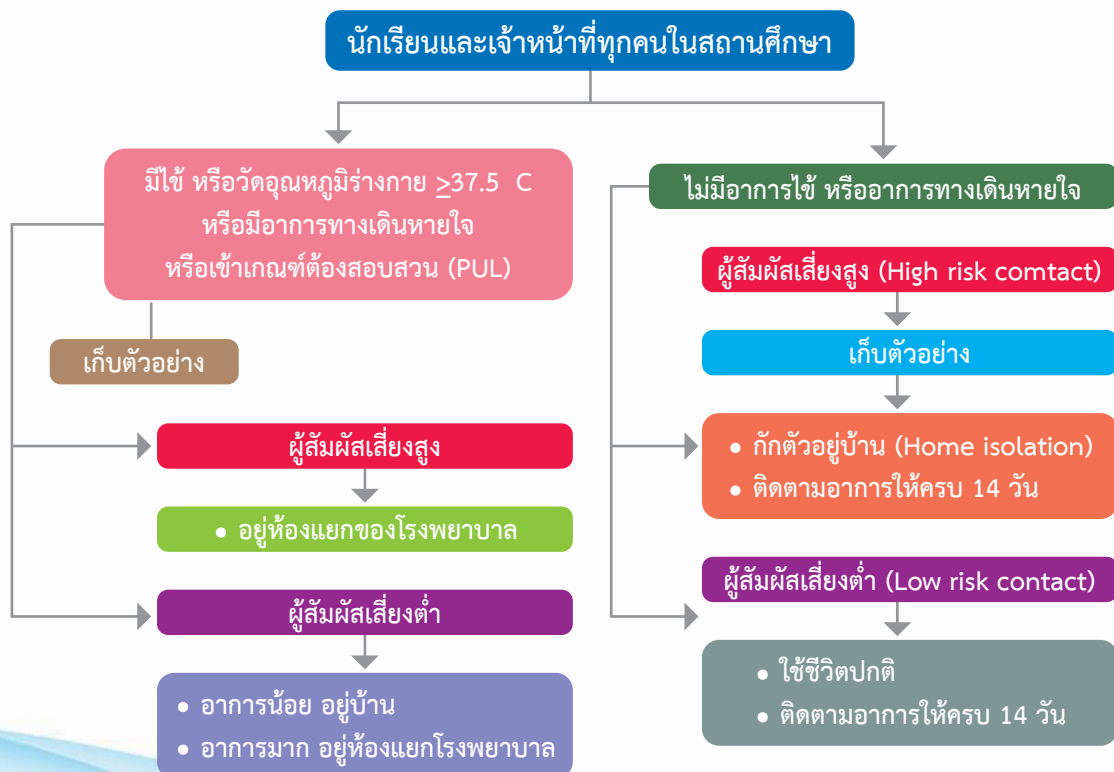 นักเรียนและเจ้าหน้าที่ทุกคนในสถานศึกษา
มีไข้ หรือวัดอุณหภูมิร่างกาย ≥37.5 C
หรือมีอาการทางเดินหายใจ
หรือเข้าเกณฑ์ต้องสอบสวน (PUL)
เก็บตัวอย่าง
ผู้สัมผัสเสี่ยงสูง
• อยู่ห้องแยกของโรงพยาบาล
ผู้สัมผัสเสี่ยงต่ำ
• อาการน้อย อยู่บ้าน
• อาการมาก อยู่ห้องแยกโรงพยาบาล
ไม่มีอาการไข้ หรืออาการทางเดินหายใจ
ผู้สัมผัสเสี่ยงสูง (High risk comtact)
เก็บตัวอย่าง
• กักตัวอยู่บ้าน (Home isolation)
• ติดตามอาการให้ครบ 14 วัน
ผู้สัมผัสเสี่ยงต่ำ (Low risk contact)
• ใช้ชีวิตปกติ
• ติดตามอาการให้ครบ 14 วัน